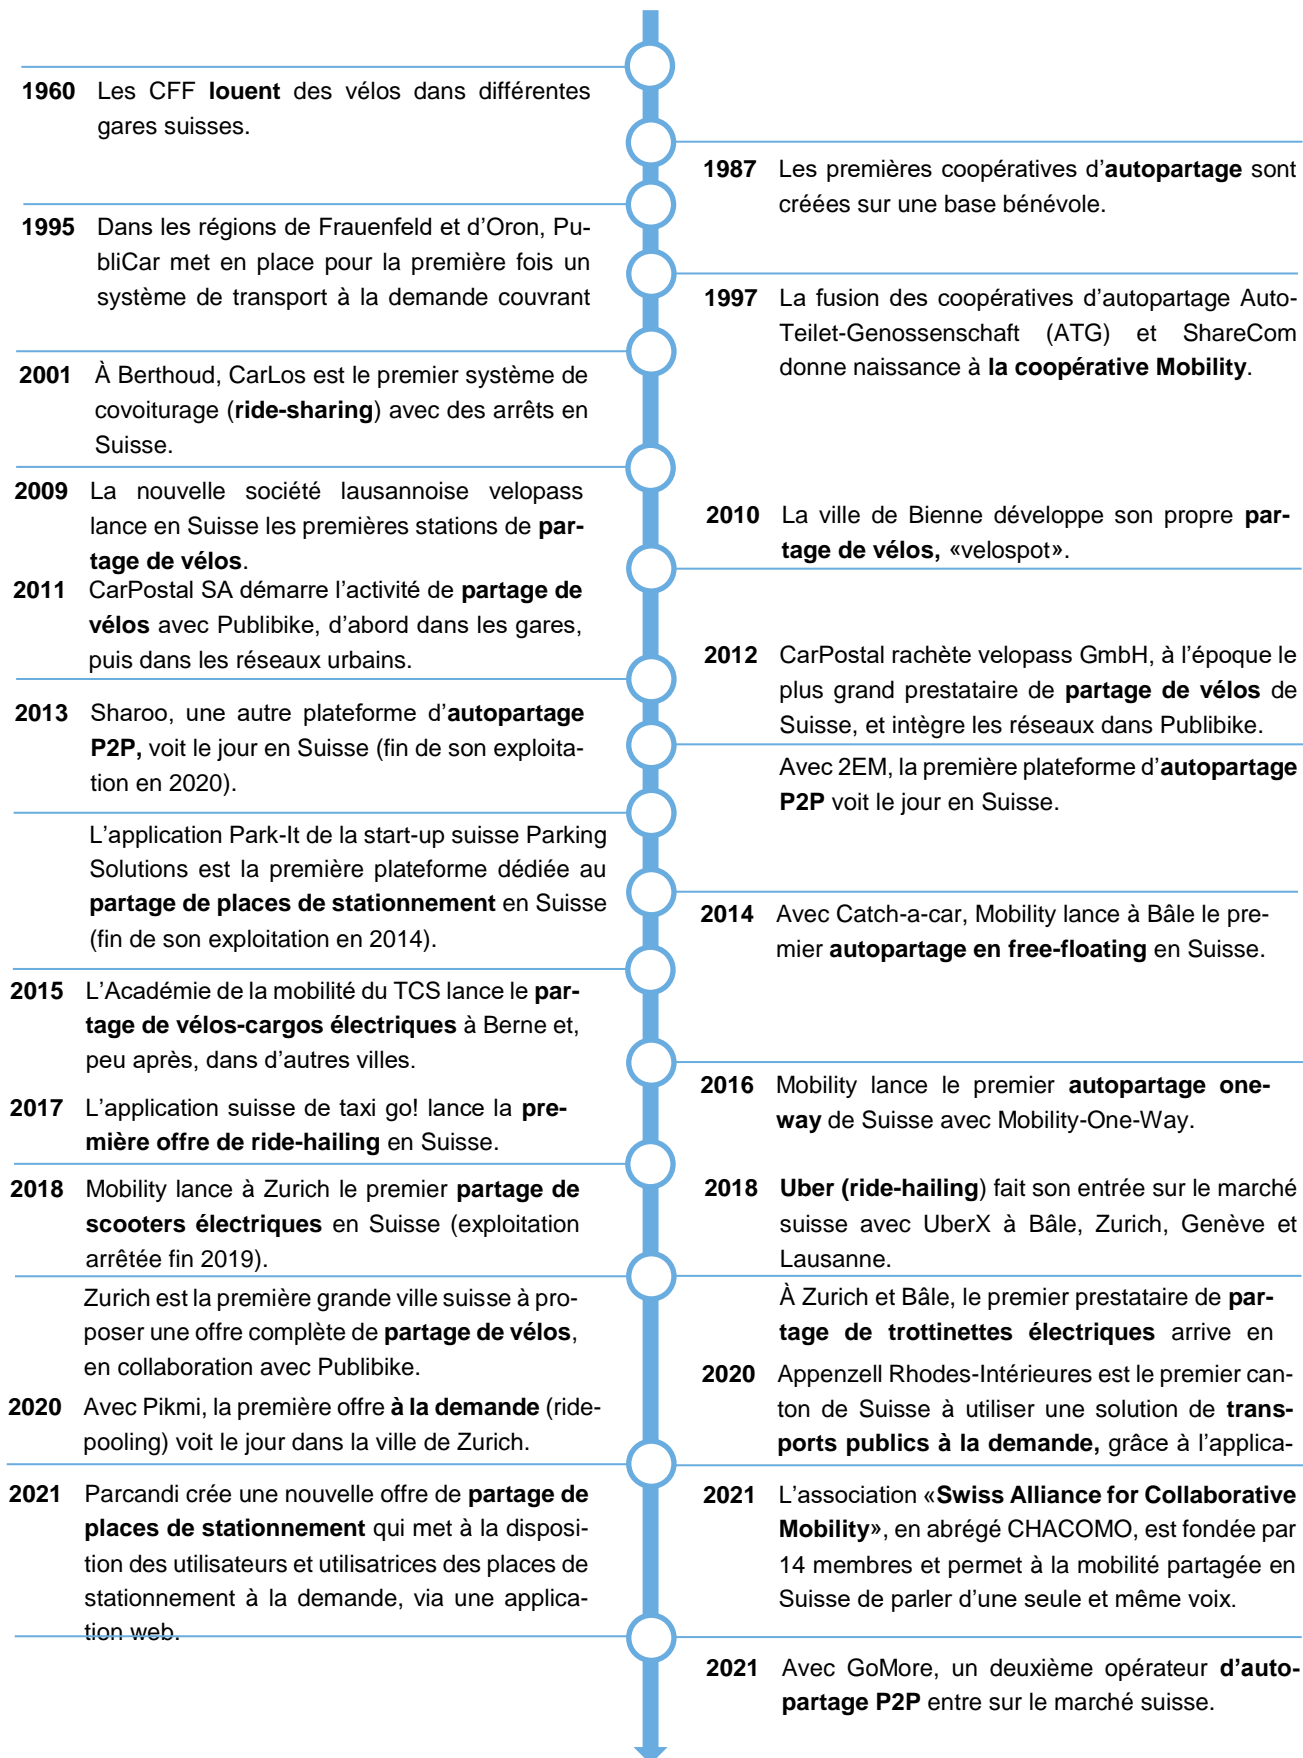 1960 Les CFF louent des vélos dans différentes
gares suisses.
1987 Les premières coopératives d’autopartage sont
créées sur une base bénévole.
1995 Dans les régions de Frauenfeld et d’Oron, Pu-
bliCar met en place pour la première fois un
système de transport à la demande couvrant
1997 La fusion des coopératives d’autopartage Auto-
Teilet-Genossenschaft (ATG) et ShareCom
donne naissance à la coopérative Mobility.
2001 À Berthoud, CarLos est le premier système de
covoiturage (ride-sharing) avec des arrêts en
Suisse.
2009 La nouvelle société lausannoise velopass
lance en Suisse les premières stations de par-
tage de vélos.
2010 La ville de Bienne développe son propre par-
tage de vélos, «velospot».
2011 CarPostal SA démarre l’activité de partage de
vélos avec Publibike, d’abord dans les gares,
puis dans les réseaux urbains.
2012 CarPostal rachète velopass GmbH, à l’époque le
plus grand prestataire de partage de vélos de
Suisse, et intègre les réseaux dans Publibike.
2013 Sharoo, une autre plateforme d’autopartage
P2P, voit le jour en Suisse (fin de son exploita-
tion en 2020).
Avec 2EM, la première plateforme d’autopartage
P2P voit le jour en Suisse.
L’application Park-It de la start-up suisse Parking
Solutions est la première plateforme dédiée au
partage de places de stationnement en Suisse
(fin de son exploitation en 2014).
2014 Avec Catch-a-car, Mobility lance à Bâle le pre-
mier autopartage en free-floating en Suisse.
2015 L’Académie de la mobilité du TCS lance le par-
tage de vélos-cargos électriques à Berne et,
peu après, dans d’autres villes.
2016 Mobility lance le premier autopartage one-
way de Suisse avec Mobility-One-Way.
2017 L’application suisse de taxi go! lance la pre-
mière offre de ride-hailing en Suisse.
2018 Mobility lance à Zurich le premier partage de
scooters électriques en Suisse (exploitation
arrêtée fin 2019).
2018 Uber (ride-hailing) fait son entrée sur le marché
suisse avec UberX à Bâle, Zurich, Genève et
Lausanne.
Zurich est la première grande ville suisse à pro-
poser une offre complète de partage de vélos,
en collaboration avec Publibike.
À Zurich et Bâle, le premier prestataire de par-
tage de trottinettes électriques arrive en
2020 Avec Pikmi, la première offre à la demande (ride-
pooling) voit le jour dans la ville de Zurich.
2020 Appenzell Rhodes-Intérieures est le premier can-
ton de Suisse à utiliser une solution de trans-
ports publics à la demande, grâce à l’applica-
2021 Parcandi crée une nouvelle offre de partage de
places de stationnement qui met à la disposi-
tion des utilisateurs et utilisatrices des places de
stationnement à la demande, via une applica-
tion web.
2021 L’association «Swiss Alliance for Collaborative
Mobility», en abrégé CHACOMO, est fondée par
14 membres et permet à la mobilité partagée en
Suisse de parler d’une seule et même voix.
2021 Avec GoMore, un deuxième opérateur d’auto-
partage P2P entre sur le marché suisse.